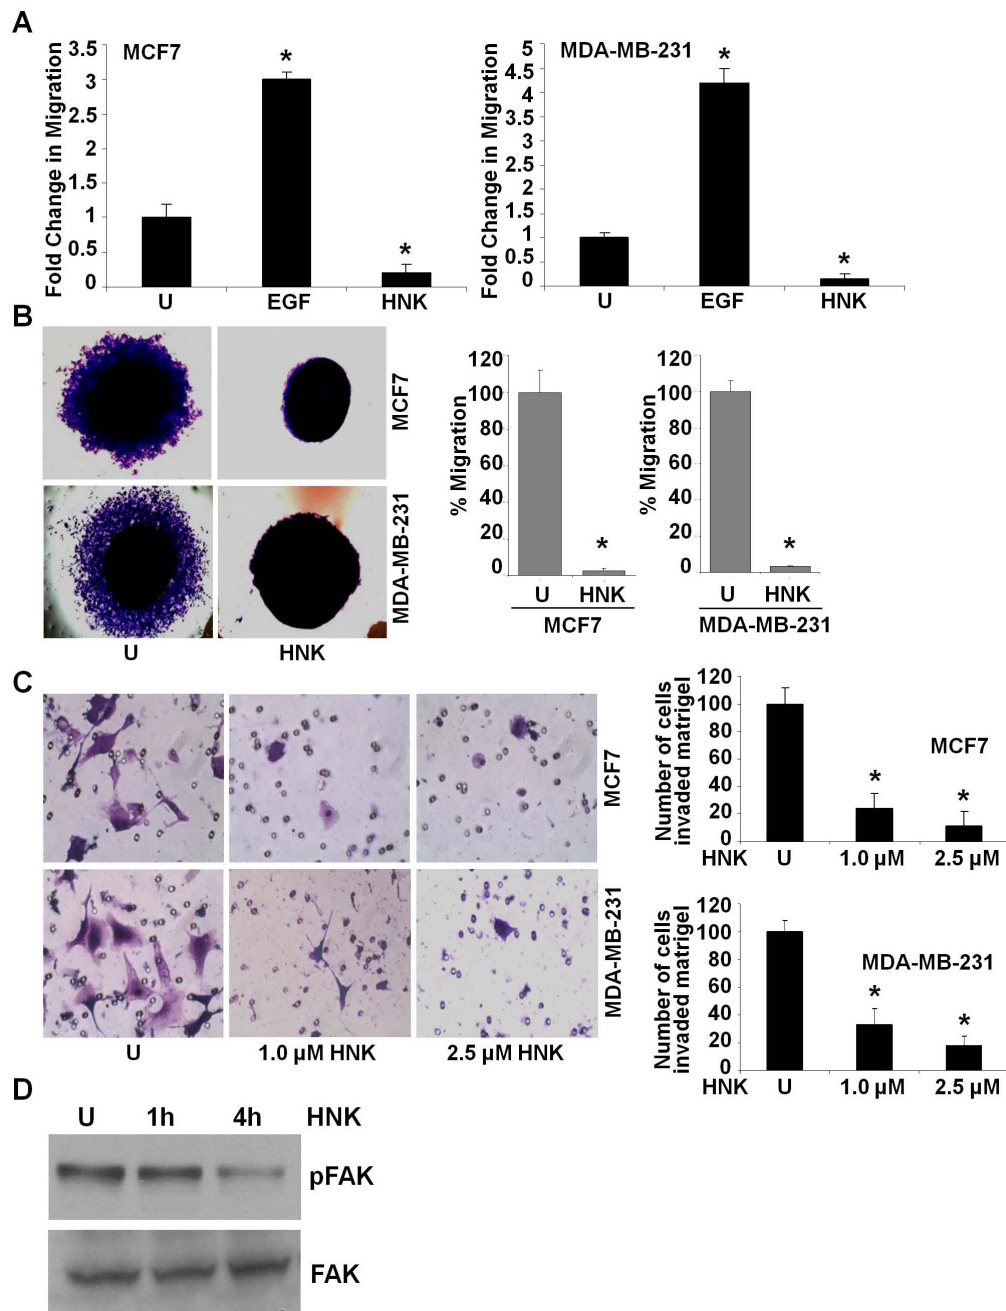 A
MCF7
Fold Change in Migration
3.5
3
2.5
2
1.5
1
0.5
0
*
*
U EGF HNK
MDA-MB-231
Fold Change in Migration
5
4.5
4
3.5
3
2.5
2
1.5
1
0.5
0
*
*
U EGF HNK
B
MCF7
MDA-MB-231
U HNK
% Migration
120
100
80
60
40
20
0
*
U HNK
MCF7
% Migration
120
100
80
60
40
20
0
*
U HNK
MDA-MB-231
C
MCF7
MDA-MB-231
U 1.0 µM HNK 2.5 µM HNK
Number of cells
invaded matrigel
120
100
80
60
40
20
0
MCF7
*
*
HNK U 1.0 µM 2.5 µM
Number of cells
invaded matrigel
120
100
80
60
40
20
0
MDA-MB-231
*
*
HNK U 1.0 µM 2.5 µM
D
U 1h 4h HNK
pFAK
FAK